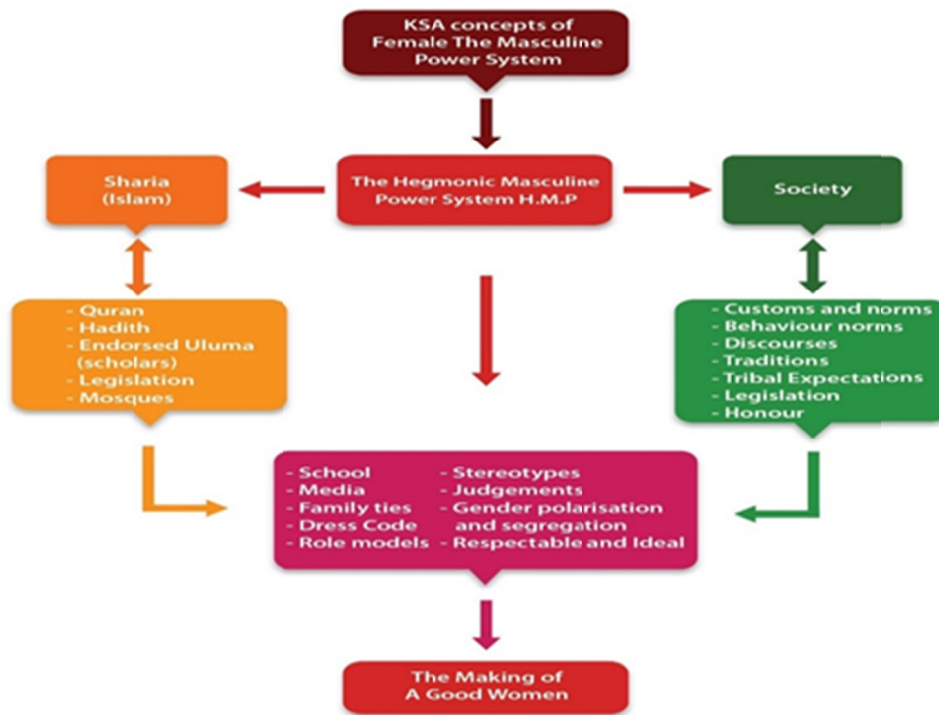 KSA concepts of
Female The Masculine
Power System
Sharia
(Islam)
The Hegmonic Masculine
Power System H.M.P
Society
- Quran
- Hadith
- Endorsed Uluma
(scholars)
- Legislation
- Mosques
- Customs and norms
- Behaviour norms
- Discourses
- Traditions
- Tribal Expectations
- Legislation
- Honour
- School
- Media
- Family ties
- Dress Code
- Role models
- Stereotypes
- Judgements
- Gender polarisation
and segregation
- Respectable and Ideal
The Making of
A Good Women